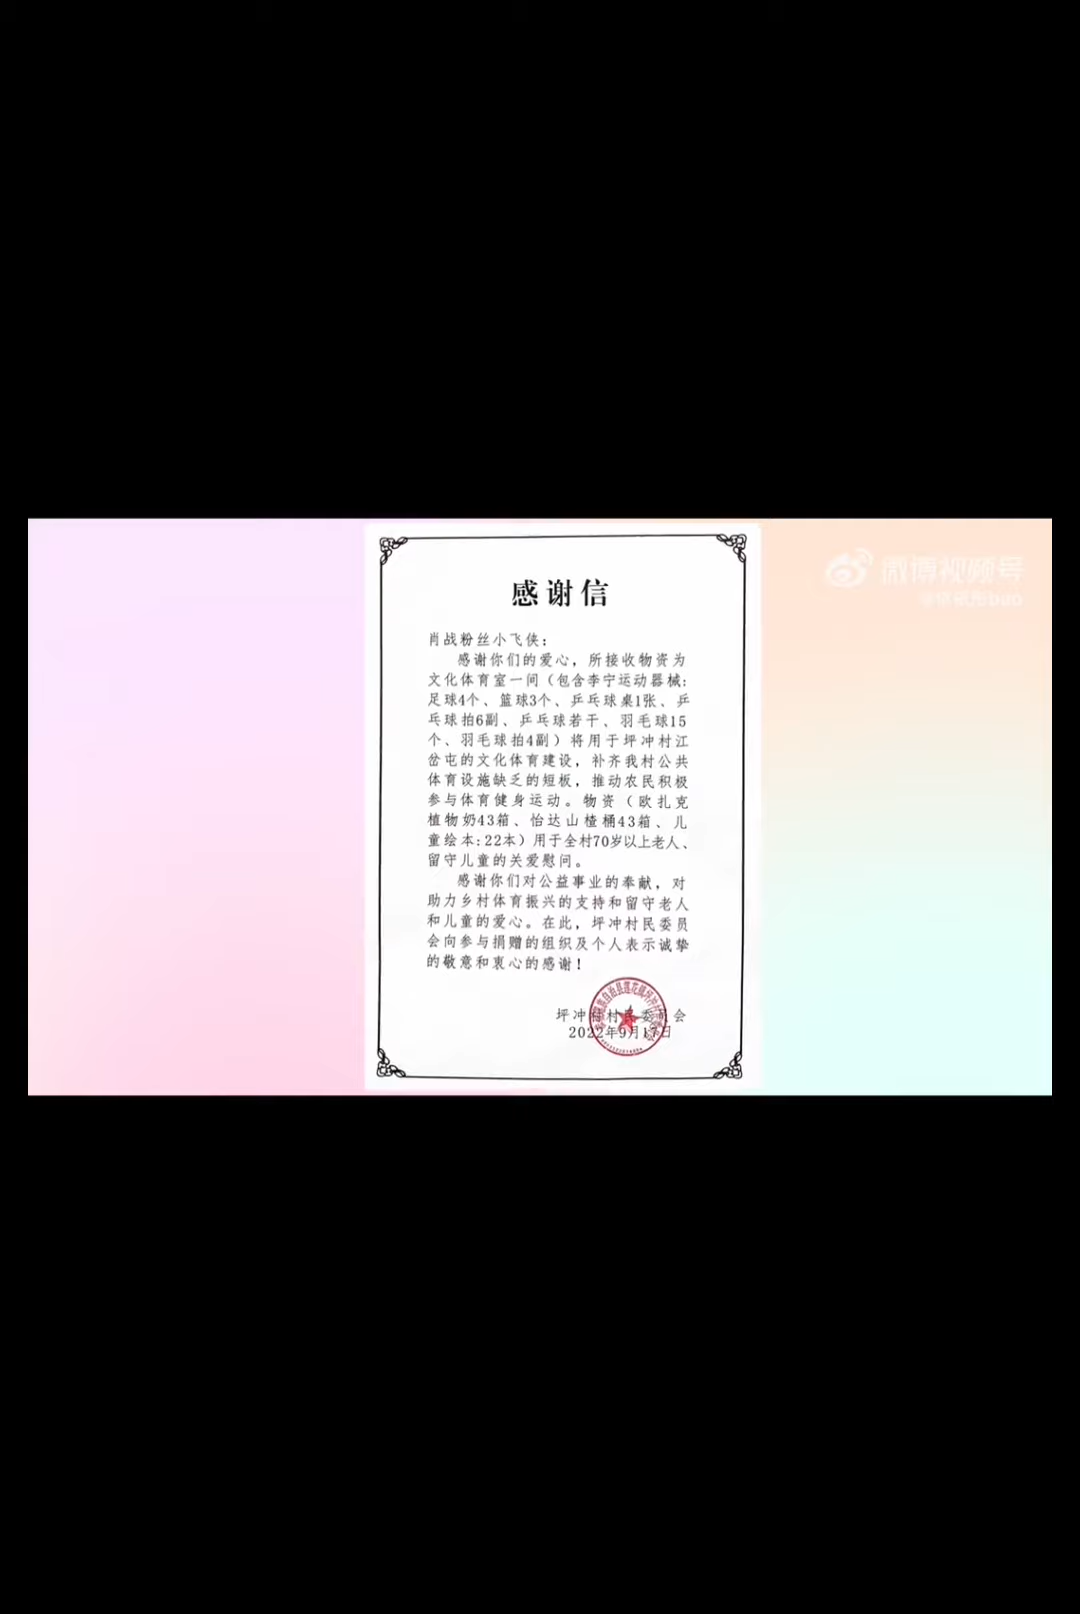 微博视频号
感谢信
肖战粉丝小飞侠:
感谢你们的爱心，所接收物资为
文化体育室一间（包含李宁运动器械:
足球4个、篮球3个、乒乓球桌1张、乒
乓球拍6副、乒乓球若干、羽毛球15
个、羽毛球拍4副）将用于坪冲村江
岔屯的文化体育建设，补齐我村公共
体育设施缺乏的短板，推动农民积极
参与体育健身运动。物资（欧扎克
植物奶43箱、怡达山楂桶43箱、儿
童绘本:22本）用于全村70岁以上老人、
留守儿童的关爱慰问。
感谢你们对公益事业的奉献，对
助力乡村体育振兴的支持和留守老人
和儿童的爱心。在此，坪冲村民委员
会向参与捐赠的组织及个人表示诚挚
的敬意和衷心的感谢!
坪冲村民委员会
2022年9月17日